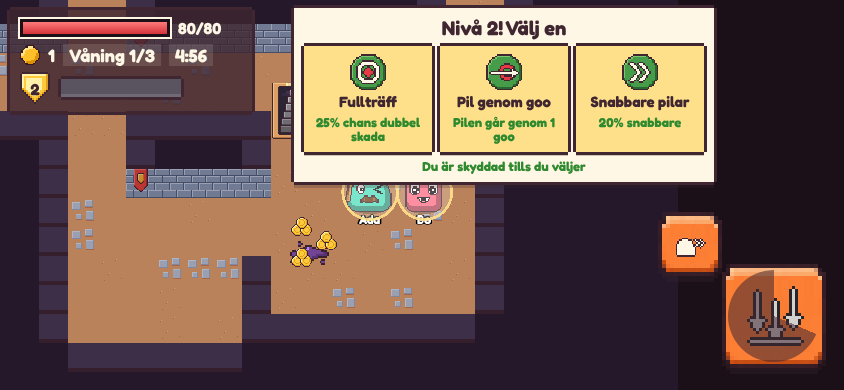 80/80
1
Våning 1/3
4:56
2
Nivå 2! Välj en
Fullträff
25% chans dubbel
skada
Pil genom goo
Pilen går genom 1
goo
Snabbare pilar
20% snabbare
Du är skyddad tills du väljer
Ada
Bo